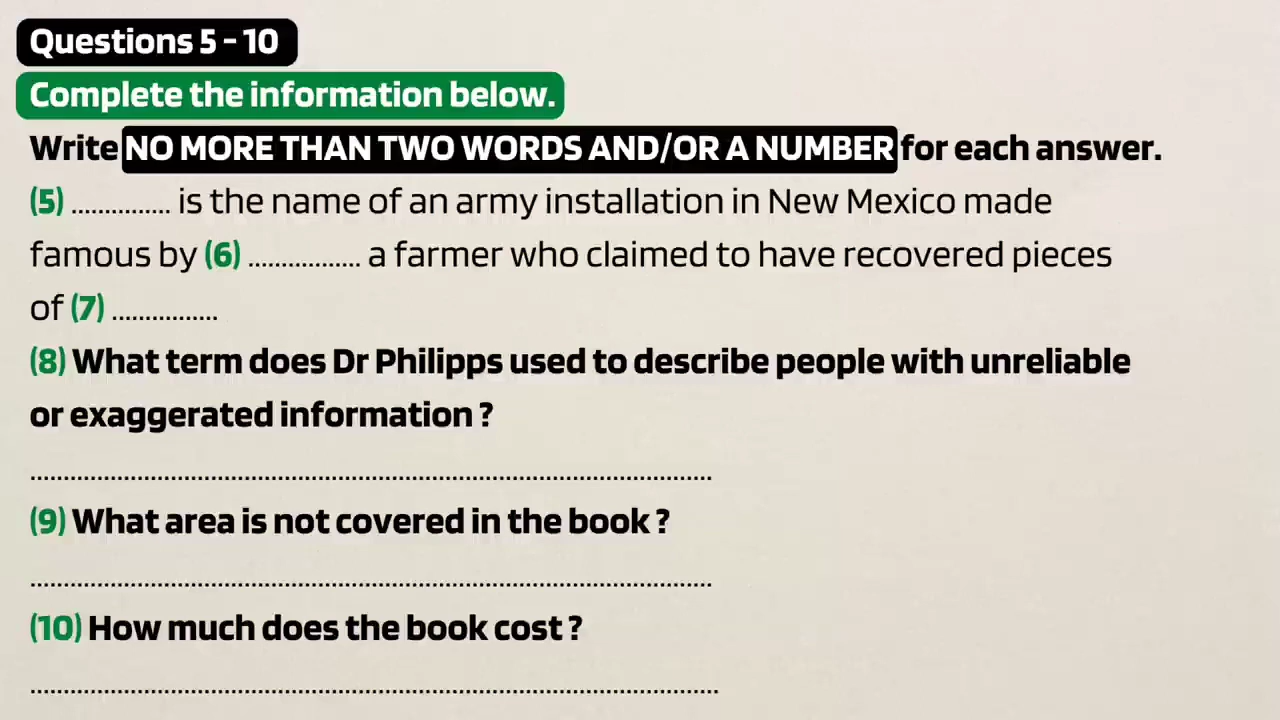 Questions 5 - 10
Complete the information below.
Write NO MORE THAN TWO WORDS AND/OR A NUMBER for each answer.
(5) ............... is the name of an army installation in New Mexico made
famous by (6) ................. a farmer who claimed to have recovered pieces
of (7) ................
(8) What term does Dr Philipps used to describe people with unreliable
or exaggerated information ?
......................................................................................................
(9) What area is not covered in the book ?
......................................................................................................
(10) How much does the book cost ?
.......................................................................................................